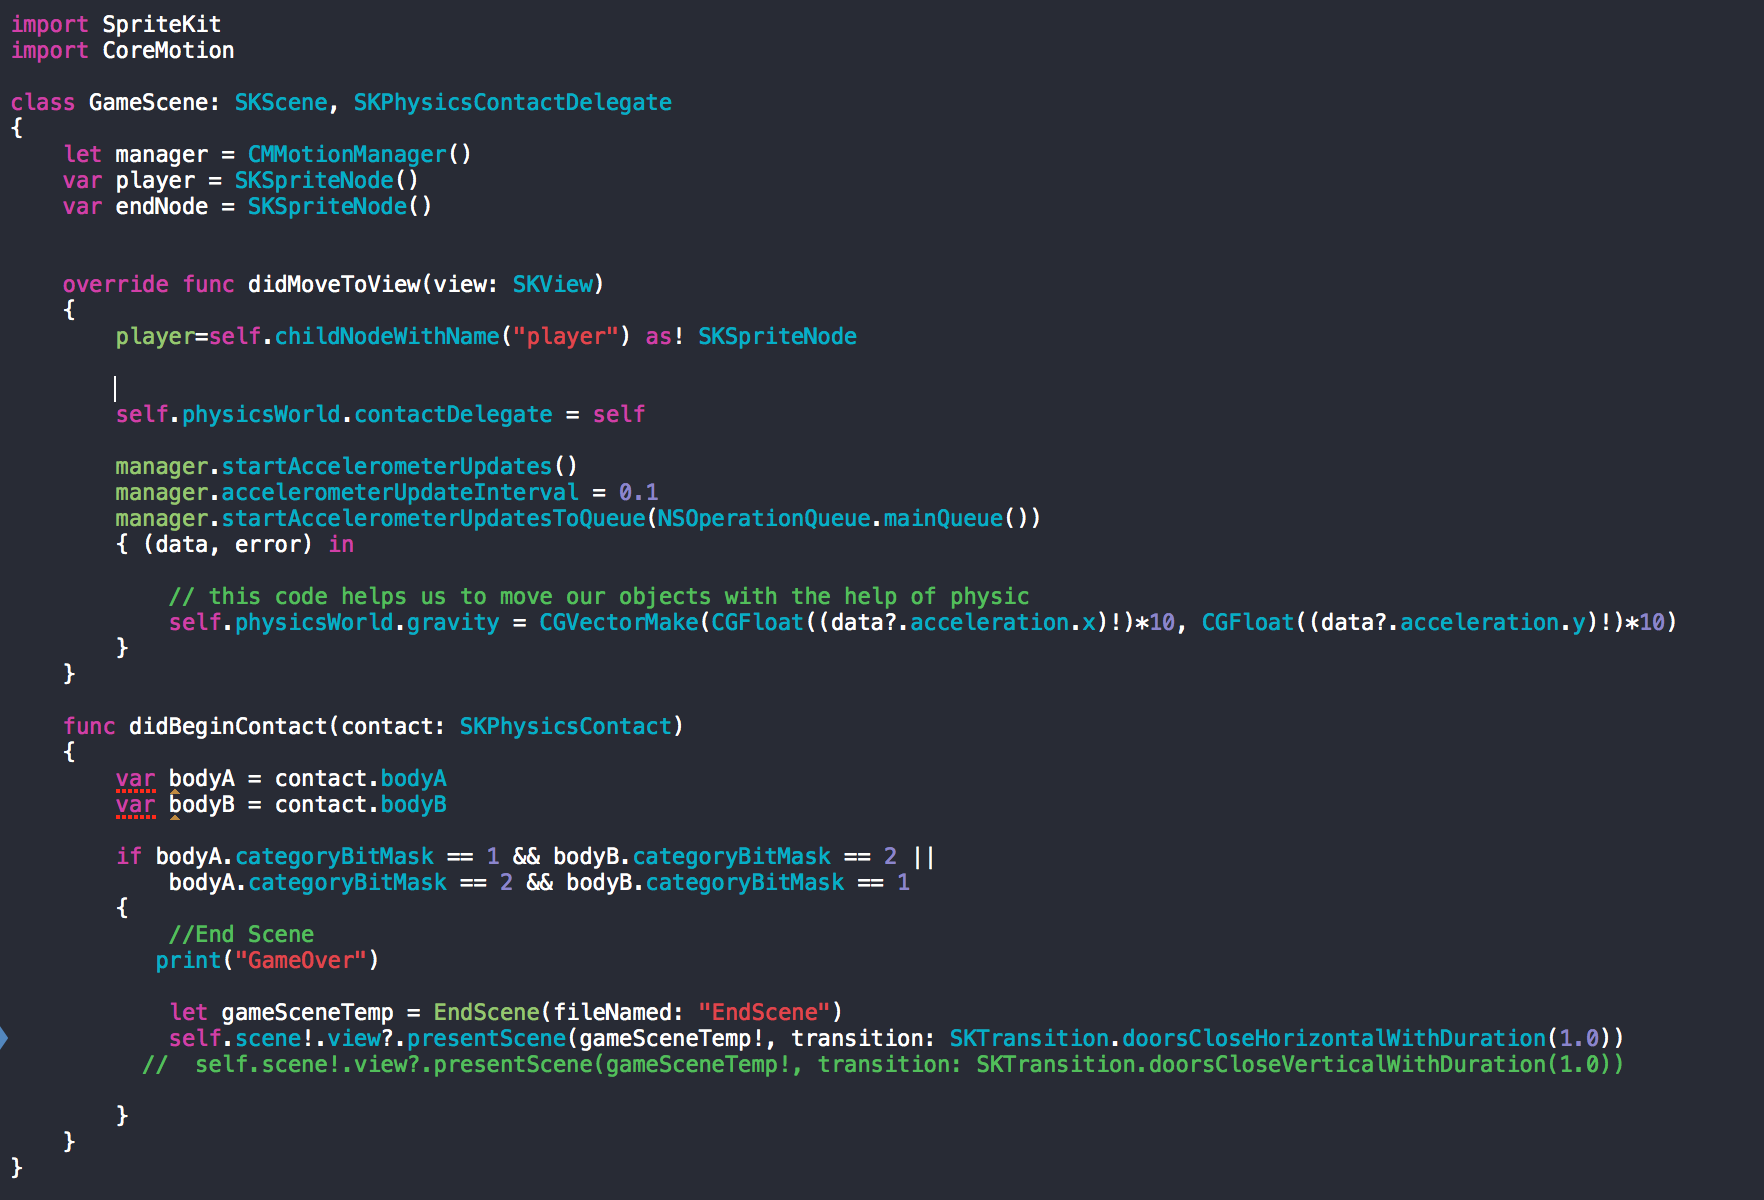 import SpriteKit
import CoreMotion
class GameScene: SKScene, SKPhysicsContactDelegate
{
    let manager = CMMotionManager()
    var player = SKSpriteNode()
    var endNode = SKSpriteNode()
    override func didMoveToView(view: SKView)
    {
        player=self.childNodeWithName("player") as! SKSpriteNode
        self.physicsWorld.contactDelegate = self
        manager.startAccelerometerUpdates()
        manager.accelerometerUpdateInterval = 0.1
        manager.startAccelerometerUpdatesToQueue(NSOperationQueue.mainQueue())
        { (data, error) in
            // this code helps us to move our objects with the help of physic
            self.physicsWorld.gravity = CGVectorMake(CGFloat((data?.acceleration.x)!)*10, CGFloat((data?.acceleration.y)!)*10)
        }
    }
    func didBeginContact(contact: SKPhysicsContact)
    {
        var bodyA = contact.bodyA
        var bodyB = contact.bodyB
        if bodyA.categoryBitMask == 1 && bodyB.categoryBitMask == 2 ||
            bodyA.categoryBitMask == 2 && bodyB.categoryBitMask == 1
        {
            //End Scene
           print("GameOver")
            let gameSceneTemp = EndScene(fileNamed: "EndScene")
            self.scene!.view?.presentScene(gameSceneTemp!, transition: SKTransition.doorsCloseHorizontalWithDuration(1.0))
          //  self.scene!.view?.presentScene(gameSceneTemp!, transition: SKTransition.doorsCloseVerticalWithDuration(1.0))
        }
    }
}